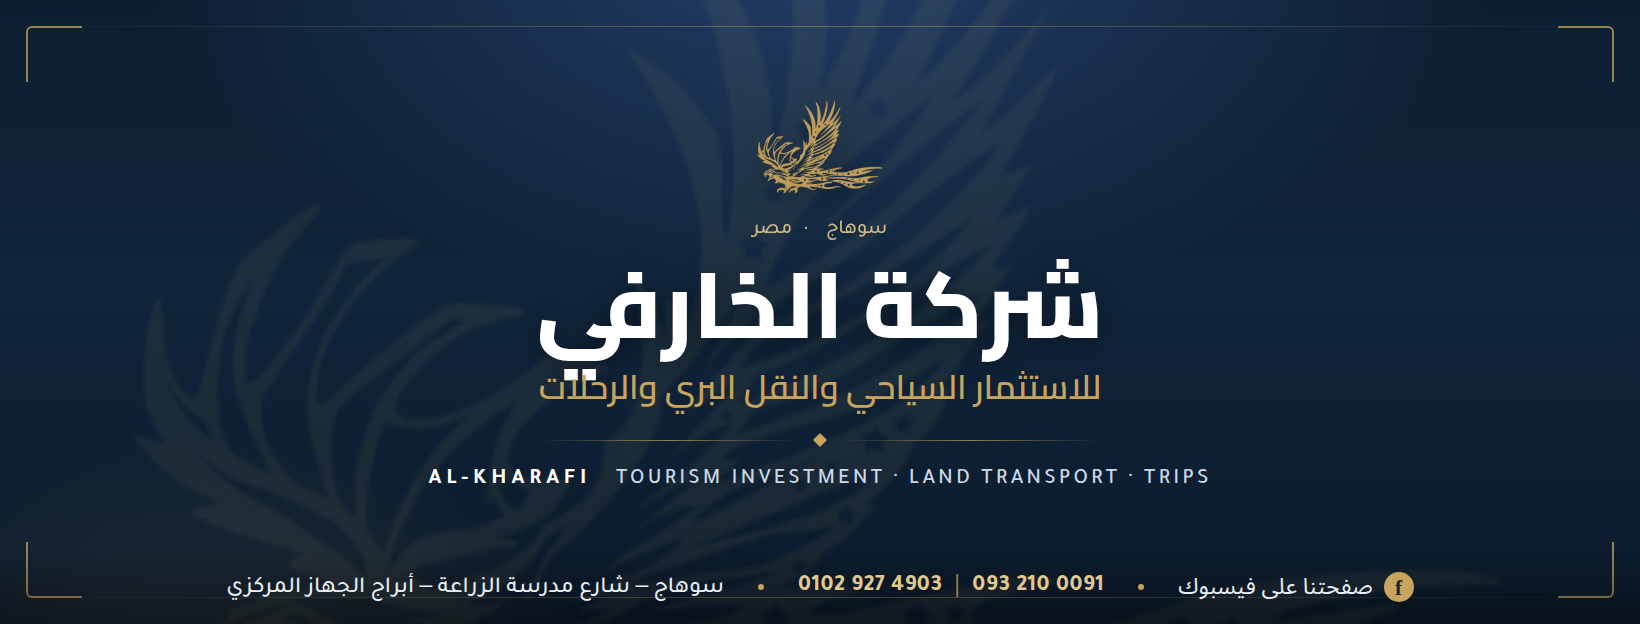 سوهاج · مصر
شركة الخارفي
للاستثمار السياحي والنقل البري والرحلات
AL-KHARAFI TOURISM INVESTMENT · LAND TRANSPORT · TRIPS
f صفحتنا على فيسبوك • 093 210 0091 | 0102 927 4903 • سوهاج – شارع مدرسة الزراعة – أبراج الجهاز المركزي